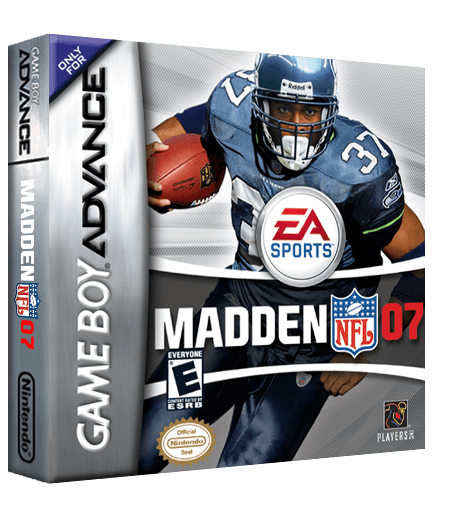 GAME BOY ADVANCE
MADDEN
NFL
07
Nintendo
ONLY
FOR
GAME BOY ADVANCE
Riddell
37
37
EA
SPORTS
MADDEN NFL 07
EVERYONE
E
CONTENT RATED BY
ESRB
Official
Nintendo
Seal
PLAYERS